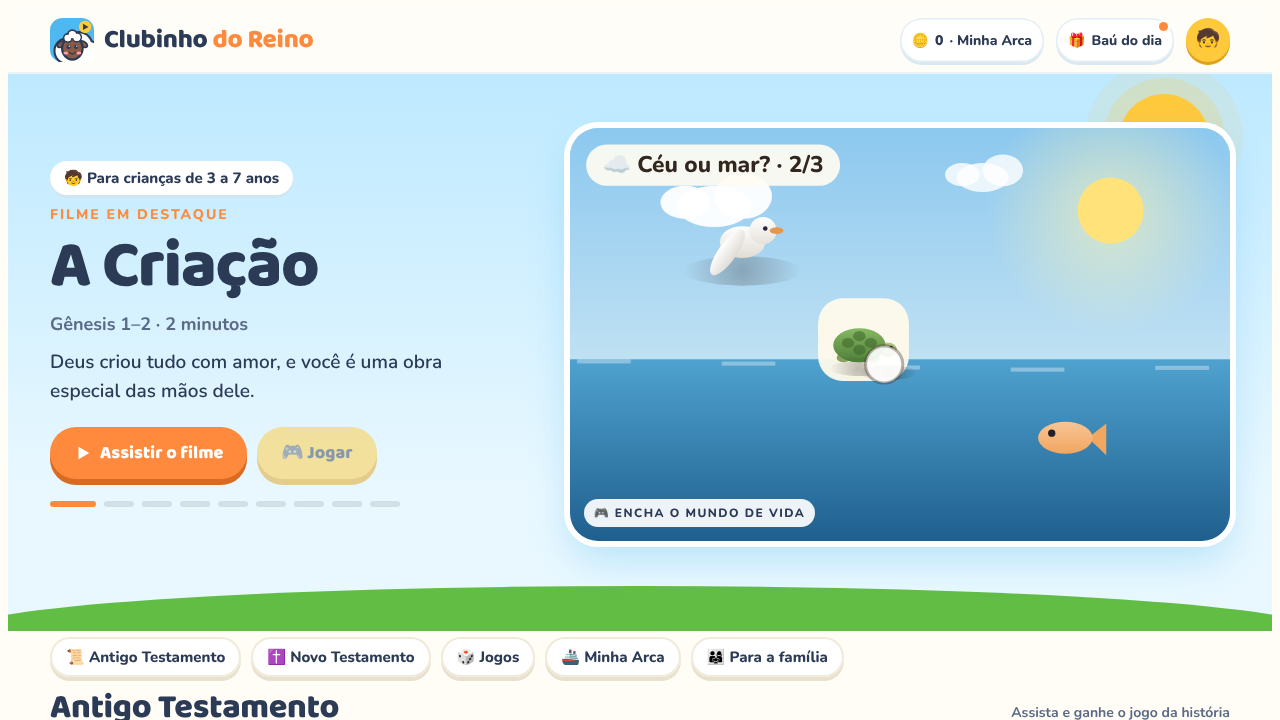 Clubinho do Reino
0 · Minha Arca
Baú do dia
Para crianças de 3 a 7 anos
FILME EM DESTAQUE
A Criação
Gênesis 1–2 · 2 minutos
Deus criou tudo com amor, e você é uma obra
especial das mãos dele.
Assistir o filme
Jogar
Céu ou mar? · 2/3
ENCHA O MUNDO DE VIDA
Antigo Testamento
Novo Testamento
Jogos
Minha Arca
Para a família
Antigo Testamento
Assista e ganhe o jogo da história